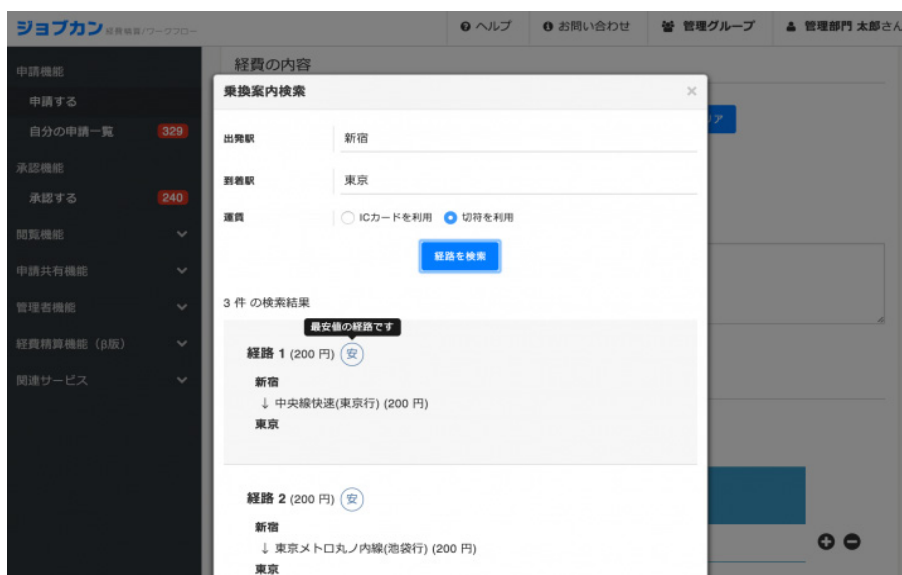 ジョブカン 経費精算/ワークフロー
ヘルプ
お問い合わせ
管理グループ
管理部門 太郎さん
申請機能
申請する
自分の申請一覧 329
承認機能
承認する 240
閲覧機能
申請共有機能
管理者機能
経費精算機能（β版）
関連サービス
経費の内容
リア
乗換案内検索 ×
出発駅 新宿
到着駅 東京
運賃 ICカードを利用 切符を利用
経路を検索
3 件 の検索結果
最安値の経路です
経路 1 (200 円) 安
新宿
↓ 中央線快速(東京行) (200 円)
東京
経路 2 (200 円) 安
新宿
↓ 東京メトロ丸ノ内線(池袋行) (200 円)
東京